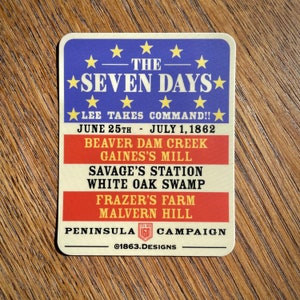 THE
SEVEN DAYS
LEE TAKES COMMAND!!
JUNE 25TH - JULY 1, 1862
BEAVER DAM CREEK
GAINES'S MILL
SAVAGE'S STATION
WHITE OAK SWAMP
FRAZER'S FARM
MALVERN HILL
PENINSULA CAMPAIGN
@1863.DESIGNS